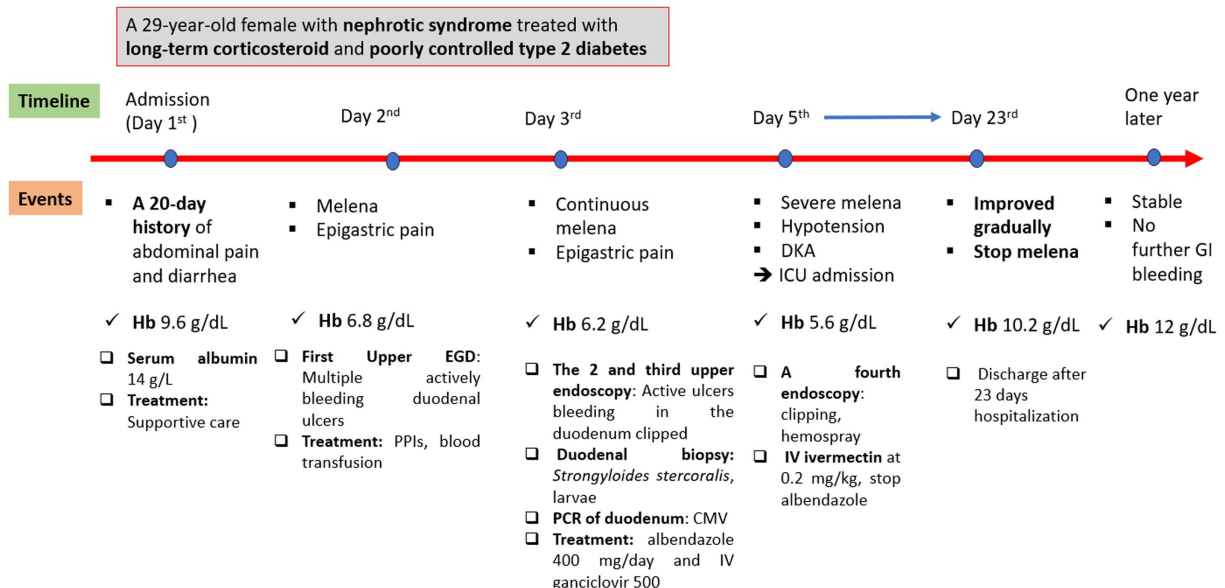 A 29-year-old female with nephrotic syndrome treated with
long-term corticosteroid and poorly controlled type 2 diabetes
Timeline
Admission
(Day 1st )
Day 2nd
Day 3rd
Day 5th
Day 23rd
One year
later
Events
▪ A 20-day
history of
abdominal pain
and diarrhea
✓ Hb 9.6 g/dL
❑ Serum albumin
14 g/L
❑ Treatment:
Supportive care
▪ Melena
▪ Epigastric pain
✓ Hb 6.8 g/dL
❑ First Upper EGD:
Multiple actively
bleeding duodenal
ulcers
❑ Treatment: PPIs, blood
transfusion
▪ Continuous
melena
▪ Epigastric pain
✓ Hb 6.2 g/dL
❑ The 2 and third upper
endoscopy: Active ulcers
bleeding in the
duodenum clipped
❑ Duodenal biopsy:
Strongyloides stercoralis,
larvae
❑ PCR of duodenum: CMV
❑ Treatment: albendazole
400 mg/day and IV
ganciclovir 500
▪ Severe melena
▪ Hypotension
▪ DKA
➔ ICU admission
✓ Hb 5.6 g/dL
❑ A fourth
endoscopy:
clipping,
hemospray
❑ IV ivermectin at
0.2 mg/kg, stop
albendazole
▪ Improved
gradually
▪ Stop melena
✓ Hb 10.2 g/dL
❑ Discharge after
23 days
hospitalization
▪ Stable
▪ No
further GI
bleeding
✓ Hb 12 g/dL